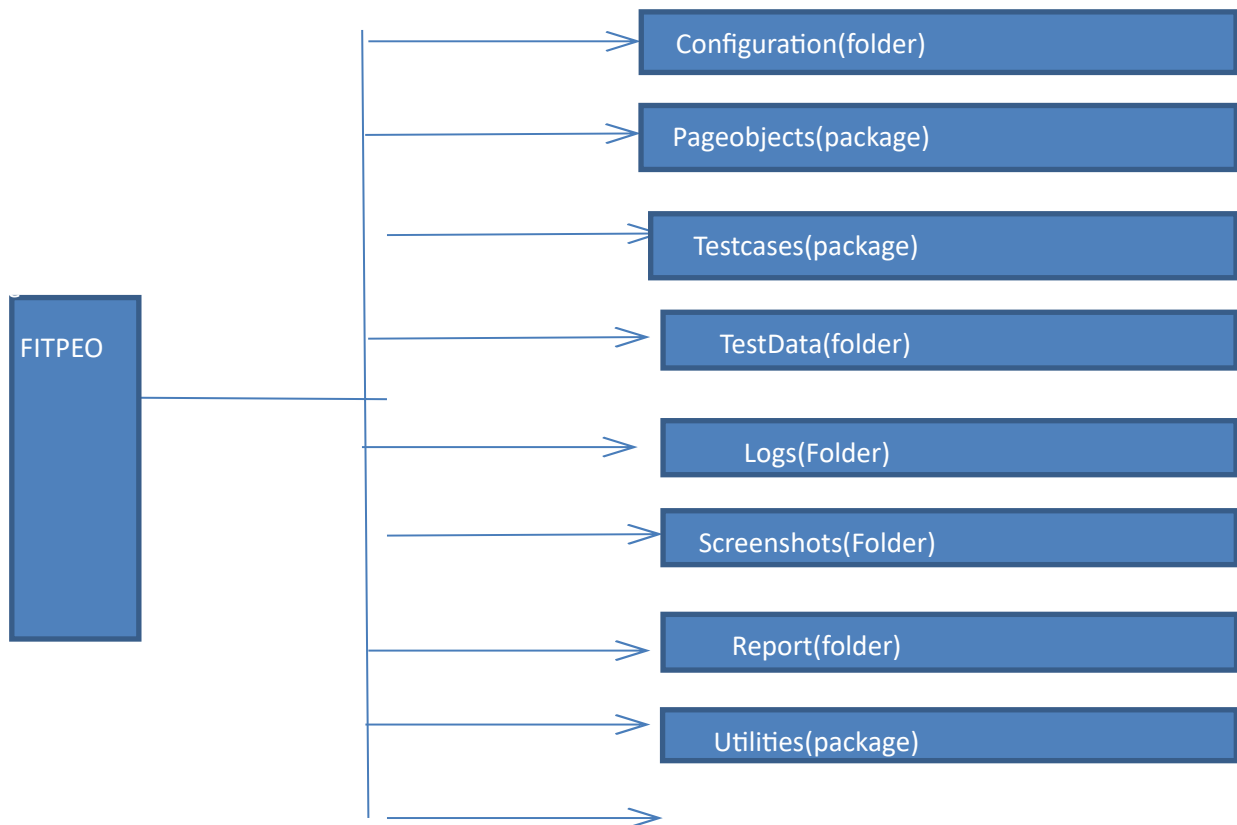 FITPEO
Configuration(folder)
Pageobjects(package)
Testcases(package)
TestData(folder)
Logs(Folder)
Screenshots(Folder)
Report(folder)
Utilities(package)